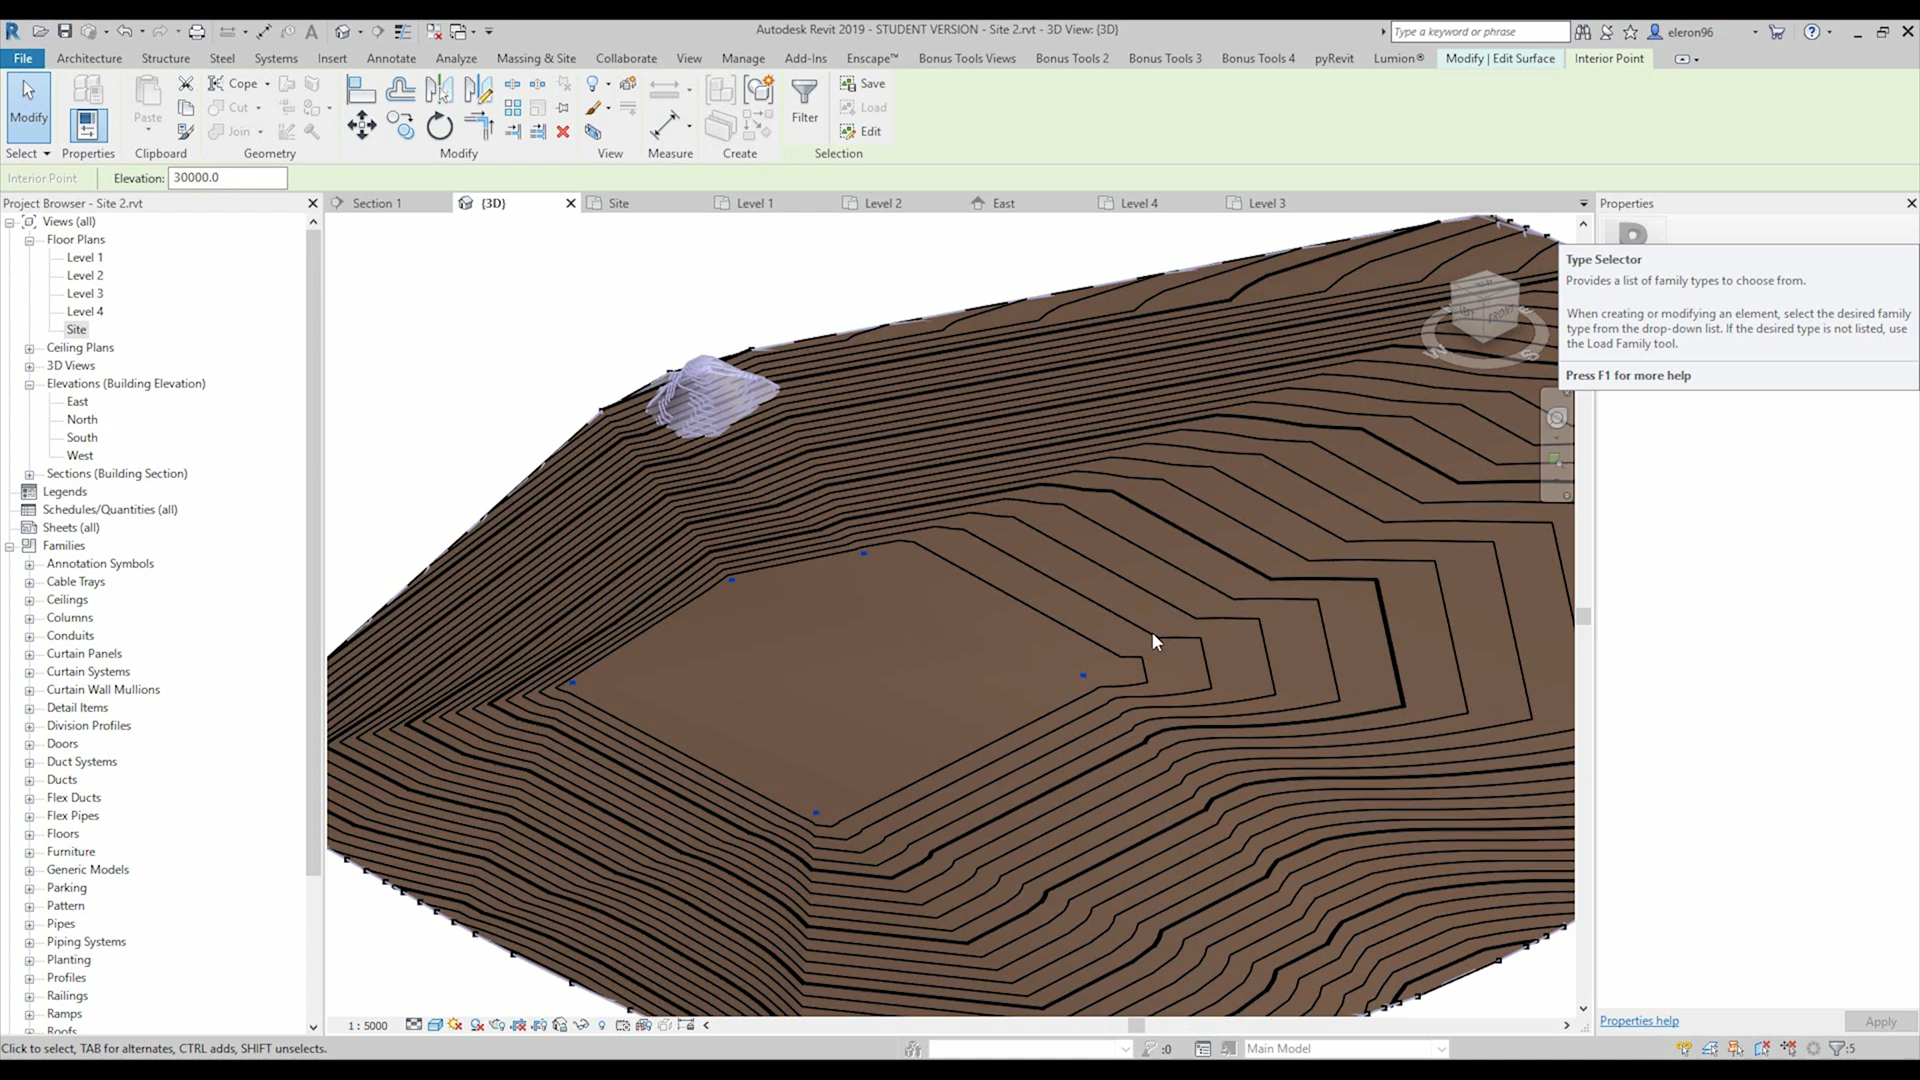 Autodesk Revit 2019 - STUDENT VERSION - Site 2.rvt - 3D View: {3D}
Type a keyword or phrase
eleron96
File Architecture Structure Steel Systems Insert Annotate Analyze Massing & Site Collaborate View Manage Add-Ins Enscape™ Bonus Tools Views Bonus Tools 2 Bonus Tools 3 Bonus Tools 4 pyRevit Lumion® Modify | Edit Surface Interior Point
Modify
Paste
Cope
Cut
Join
Filter
Save
Load
Edit
Select Properties Clipboard Geometry Modify View Measure Create Selection
Interior Point Elevation: 30000.0
Project Browser - Site 2.rvt
Section 1 {3D} Site Level 1 Level 2 East Level 4 Level 3
Properties
Views (all)
Floor Plans
Level 1
Level 2
Level 3
Level 4
Site
Ceiling Plans
3D Views
Elevations (Building Elevation)
East
North
South
West
Sections (Building Section)
Legends
Schedules/Quantities (all)
Sheets (all)
Families
Annotation Symbols
Cable Trays
Ceilings
Columns
Conduits
Curtain Panels
Curtain Systems
Curtain Wall Mullions
Detail Items
Division Profiles
Doors
Duct Systems
Ducts
Flex Ducts
Flex Pipes
Floors
Furniture
Generic Models
Parking
Pattern
Pipes
Piping Systems
Planting
Profiles
Railings
Ramps
Roofs
FRONT
W
S
Type Selector
Provides a list of family types to choose from.
When creating or modifying an element, select the desired family
type from the drop-down list. If the desired type is not listed, use
the Load Family tool.
Press F1 for more help
1 : 5000
Properties help
Apply
Click to select, TAB for alternates, CTRL adds, SHIFT unselects.
:0
Main Model
:5